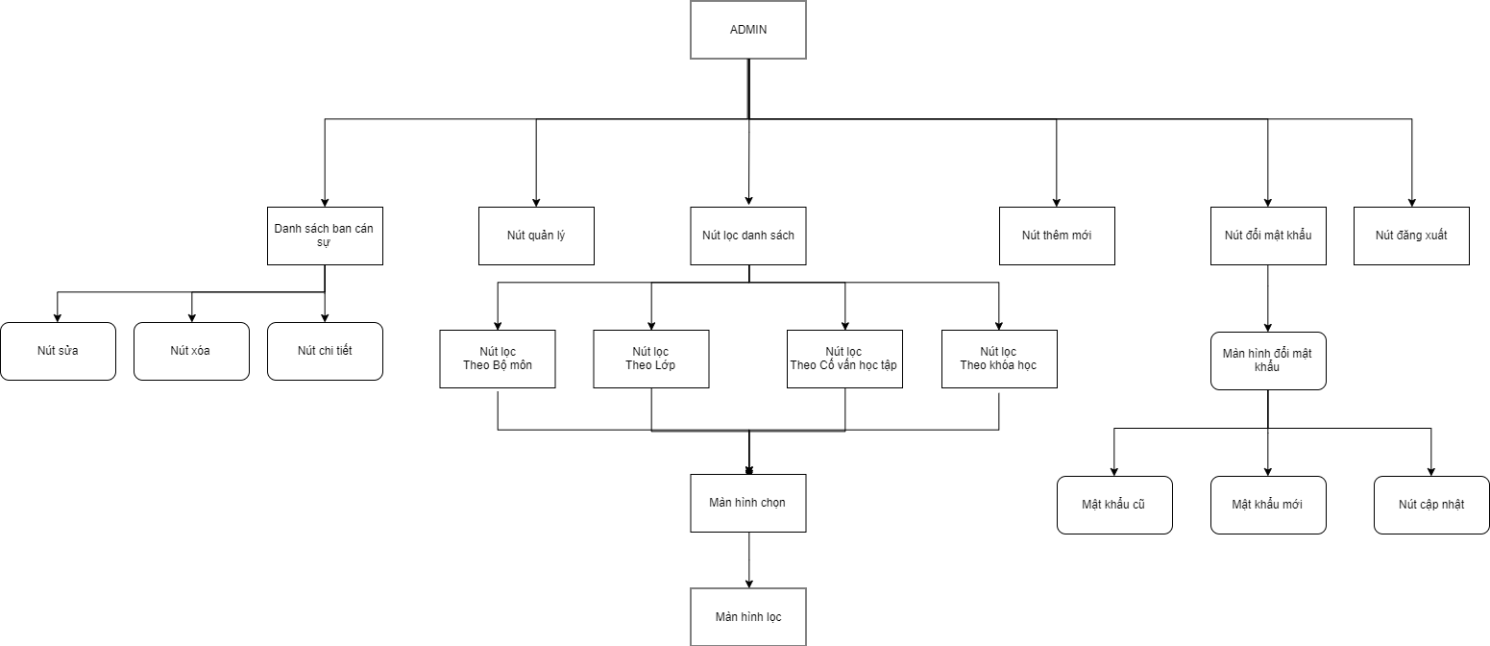 ADMIN
Danh sách ban cán
sự
Nút quản lý
Nút lọc danh sách
Nút thêm mới
Nút đổi mật khẩu
Nút đăng xuất
Nút sửa
Nút xóa
Nút chi tiết
Nút lọc
Theo Bộ môn
Nút lọc
Theo Lớp
Nút lọc
Theo Cố vấn học tập
Nút lọc
Theo khóa học
Màn hình đổi mật
khẩu
Màn hình chọn
Mật khẩu cũ
Mật khẩu mới
Nút cập nhật
Màn hình lọc